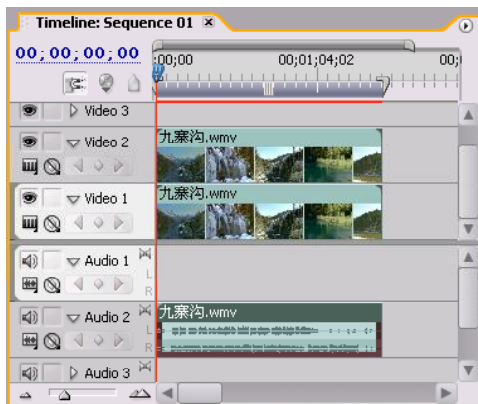 Timeline: Sequence 01
00;00;00;00
:00;00 00;01;04;02 00;
Video 3
Video 2
九寨沟.wmv
Video 1
九寨沟.wmv
Audio 1
L
R
Audio 2
九寨沟.wmv
L
R
Audio 3